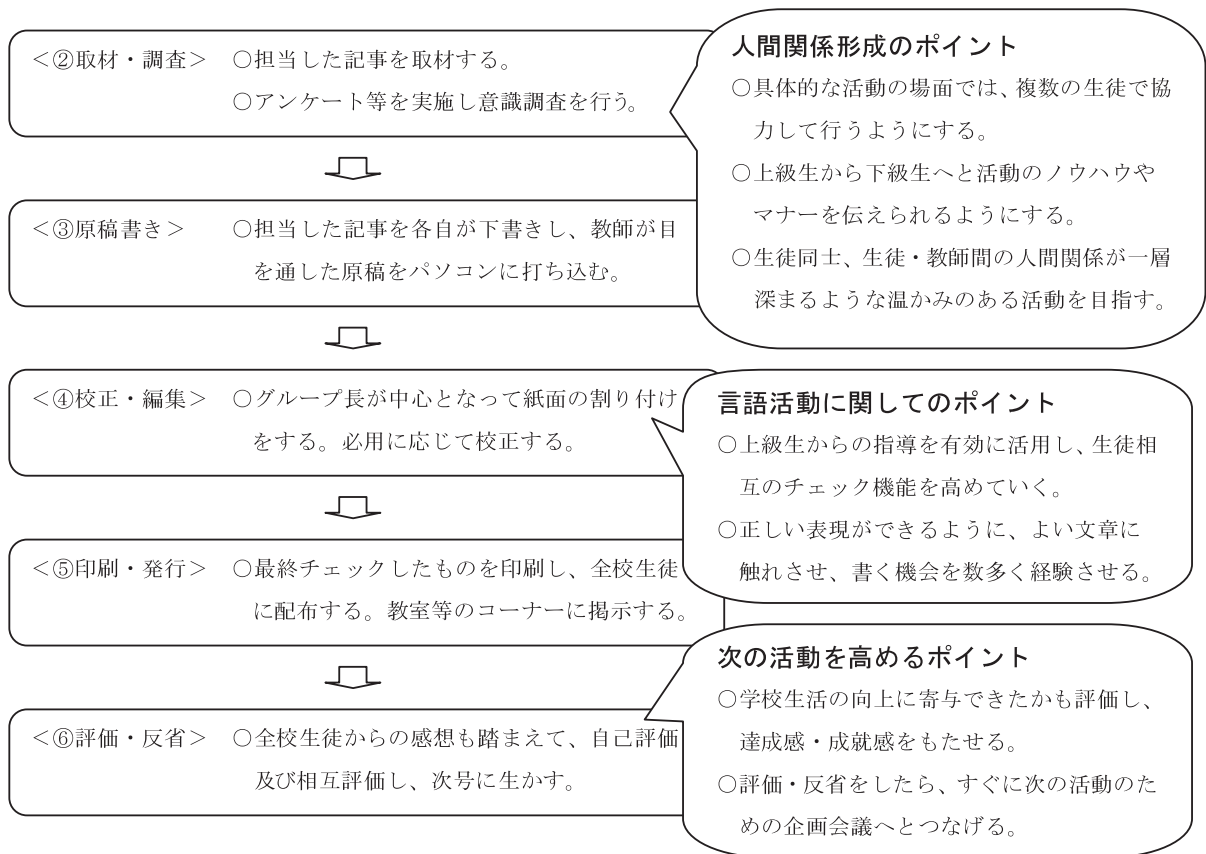 ＜②取材・調査＞　○担当した記事を取材する。
○アンケート等を実施し意識調査を行う。
＜③原稿書き＞　○担当した記事を各自が下書きし、教師が目
を通した原稿をパソコンに打ち込む。
＜④校正・編集＞　○グループ長が中心となって紙面の割り付け
をする。必用に応じて校正する。
＜⑤印刷・発行＞　○最終チェックしたものを印刷し、全校生徒
に配布する。教室等のコーナーに掲示する。
＜⑥評価・反省＞　○全校生徒からの感想も踏まえて、自己評価
及び相互評価し、次号に生かす。
人間関係形成のポイント
○具体的な活動の場面では、複数の生徒で協
力して行うようにする。
○上級生から下級生へと活動のノウハウや
マナーを伝えられるようにする。
○生徒同士、生徒・教師間の人間関係が一層
深まるような温かみのある活動を目指す。
言語活動に関してのポイント
○上級生からの指導を有効に活用し、生徒相
互のチェック機能を高めていく。
○正しい表現ができるように、よい文章に
触れさせ、書く機会を数多く経験させる。
次の活動を高めるポイント
○学校生活の向上に寄与できたかも評価し、
達成感・成就感をもたせる。
○評価・反省をしたら、すぐに次の活動のた
めの企画会議へとつなげる。